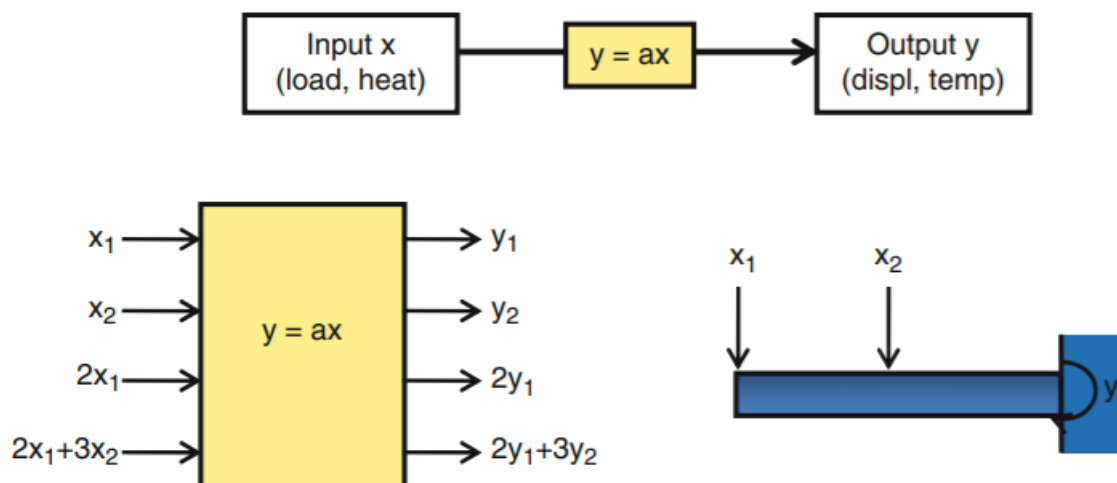 Input x
(load, heat)
y = ax
Output y
(displ, temp)
x₁
y₁
x₂
y₂
y = ax
2x₁
2y₁
2x₁+3x₂
2y₁+3y₂
x₁
x₂
y